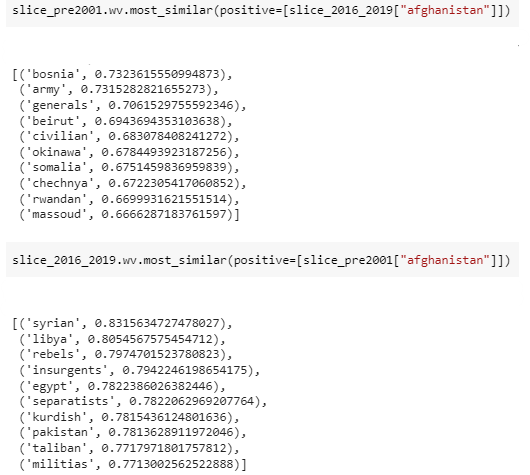 slice_pre2001.wv.most_similar(positive=[slice_2016_2019["afghanistan"]])
[('bosnia', 0.7323615550994873),
('army', 0.7315282821655273),
('generals', 0.7061529755592346),
('beirut', 0.6943694353103638),
('civilian', 0.683078408241272),
('okinawa', 0.6784493923187256),
('somalia', 0.6751459836959839),
('chechnya', 0.6722305417060852),
('rwandan', 0.6699931621551514),
('massoud', 0.6666287183761597)]
slice_2016_2019.wv.most_similar(positive=[slice_pre2001["afghanistan"]])
[('syrian', 0.8315634727478027),
('libya', 0.8054567575454712),
('rebels', 0.7974701523780823),
('insurgents', 0.7942246198654175),
('egypt', 0.7822386026382446),
('separatists', 0.7822062969207764),
('kurdish', 0.7815436124801636),
('pakistan', 0.7813628911972046),
('taliban', 0.7717971801757812),
('militias', 0.7713002562522888)]